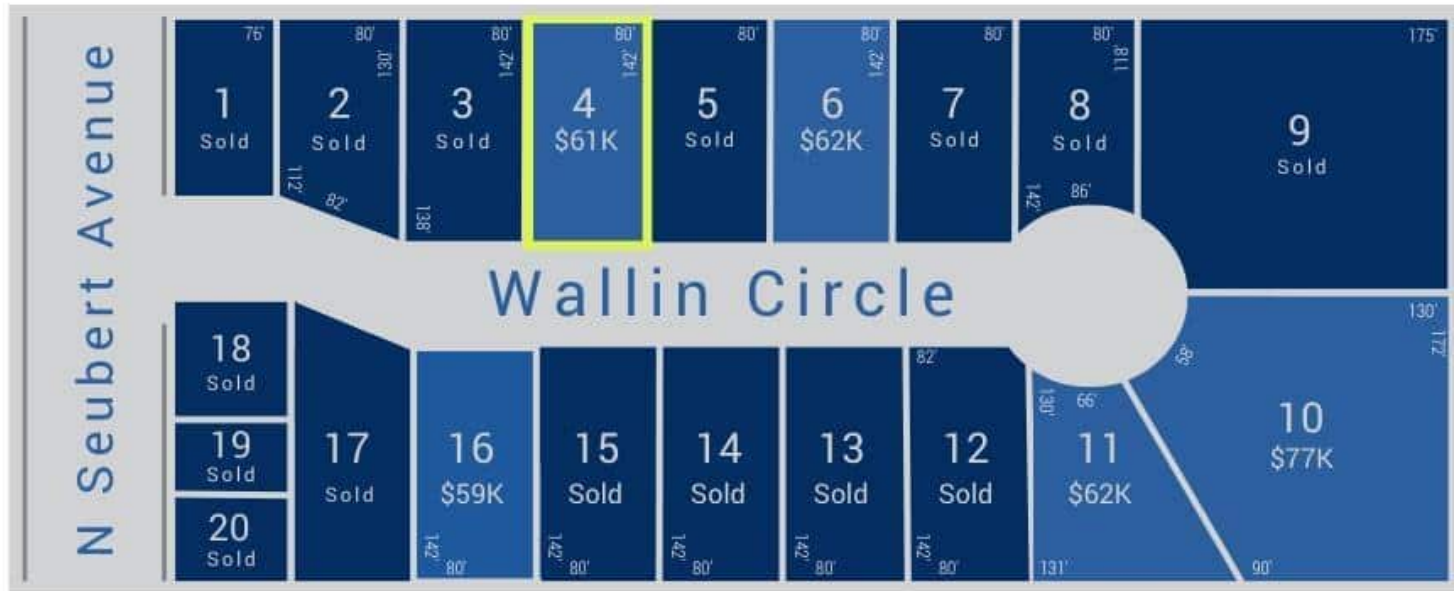 N Seubert Avenue
76'
1
Sold
80'
130'
2
Sold
112'
82'
80'
142'
3
Sold
138'
80'
142'
4
$61K
80'
5
Sold
80'
142'
6
$62K
80'
7
Sold
80'
118'
8
Sold
142'
86'
175'
9
Sold
Wallin Circle
130'
172'
89'
10
$77K
90'
130'
66'
11
$62K
131'
82'
12
Sold
142'
80'
13
Sold
142'
80'
14
Sold
142'
80'
15
Sold
142'
80'
16
$59K
142'
80'
17
Sold
18
Sold
19
Sold
20
Sold